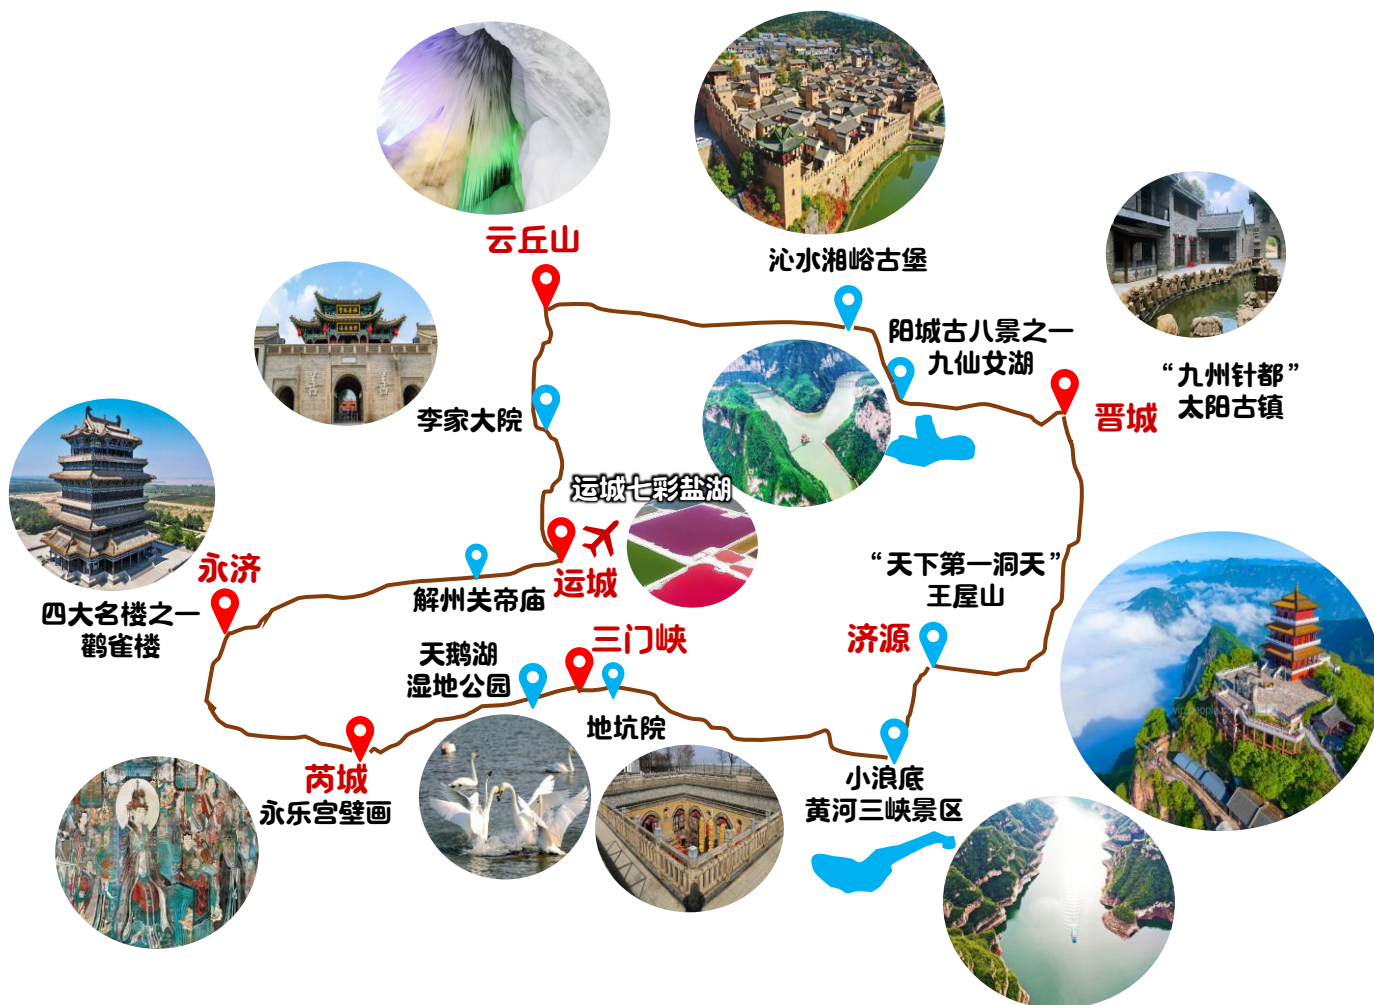 云丘山
沁水湘峪古堡
阳城古八景之一
九仙女湖
“九州针都”
太阳古镇
晋城
李家大院
运城七彩盐湖
永济
四大名楼之一
鹳雀楼
解州关帝庙
运城
“天下第一洞天”
王屋山
济源
三门峡
天鹅湖
湿地公园
地坑院
芮城
永乐宫壁画
小浪底
黄河三峡景区